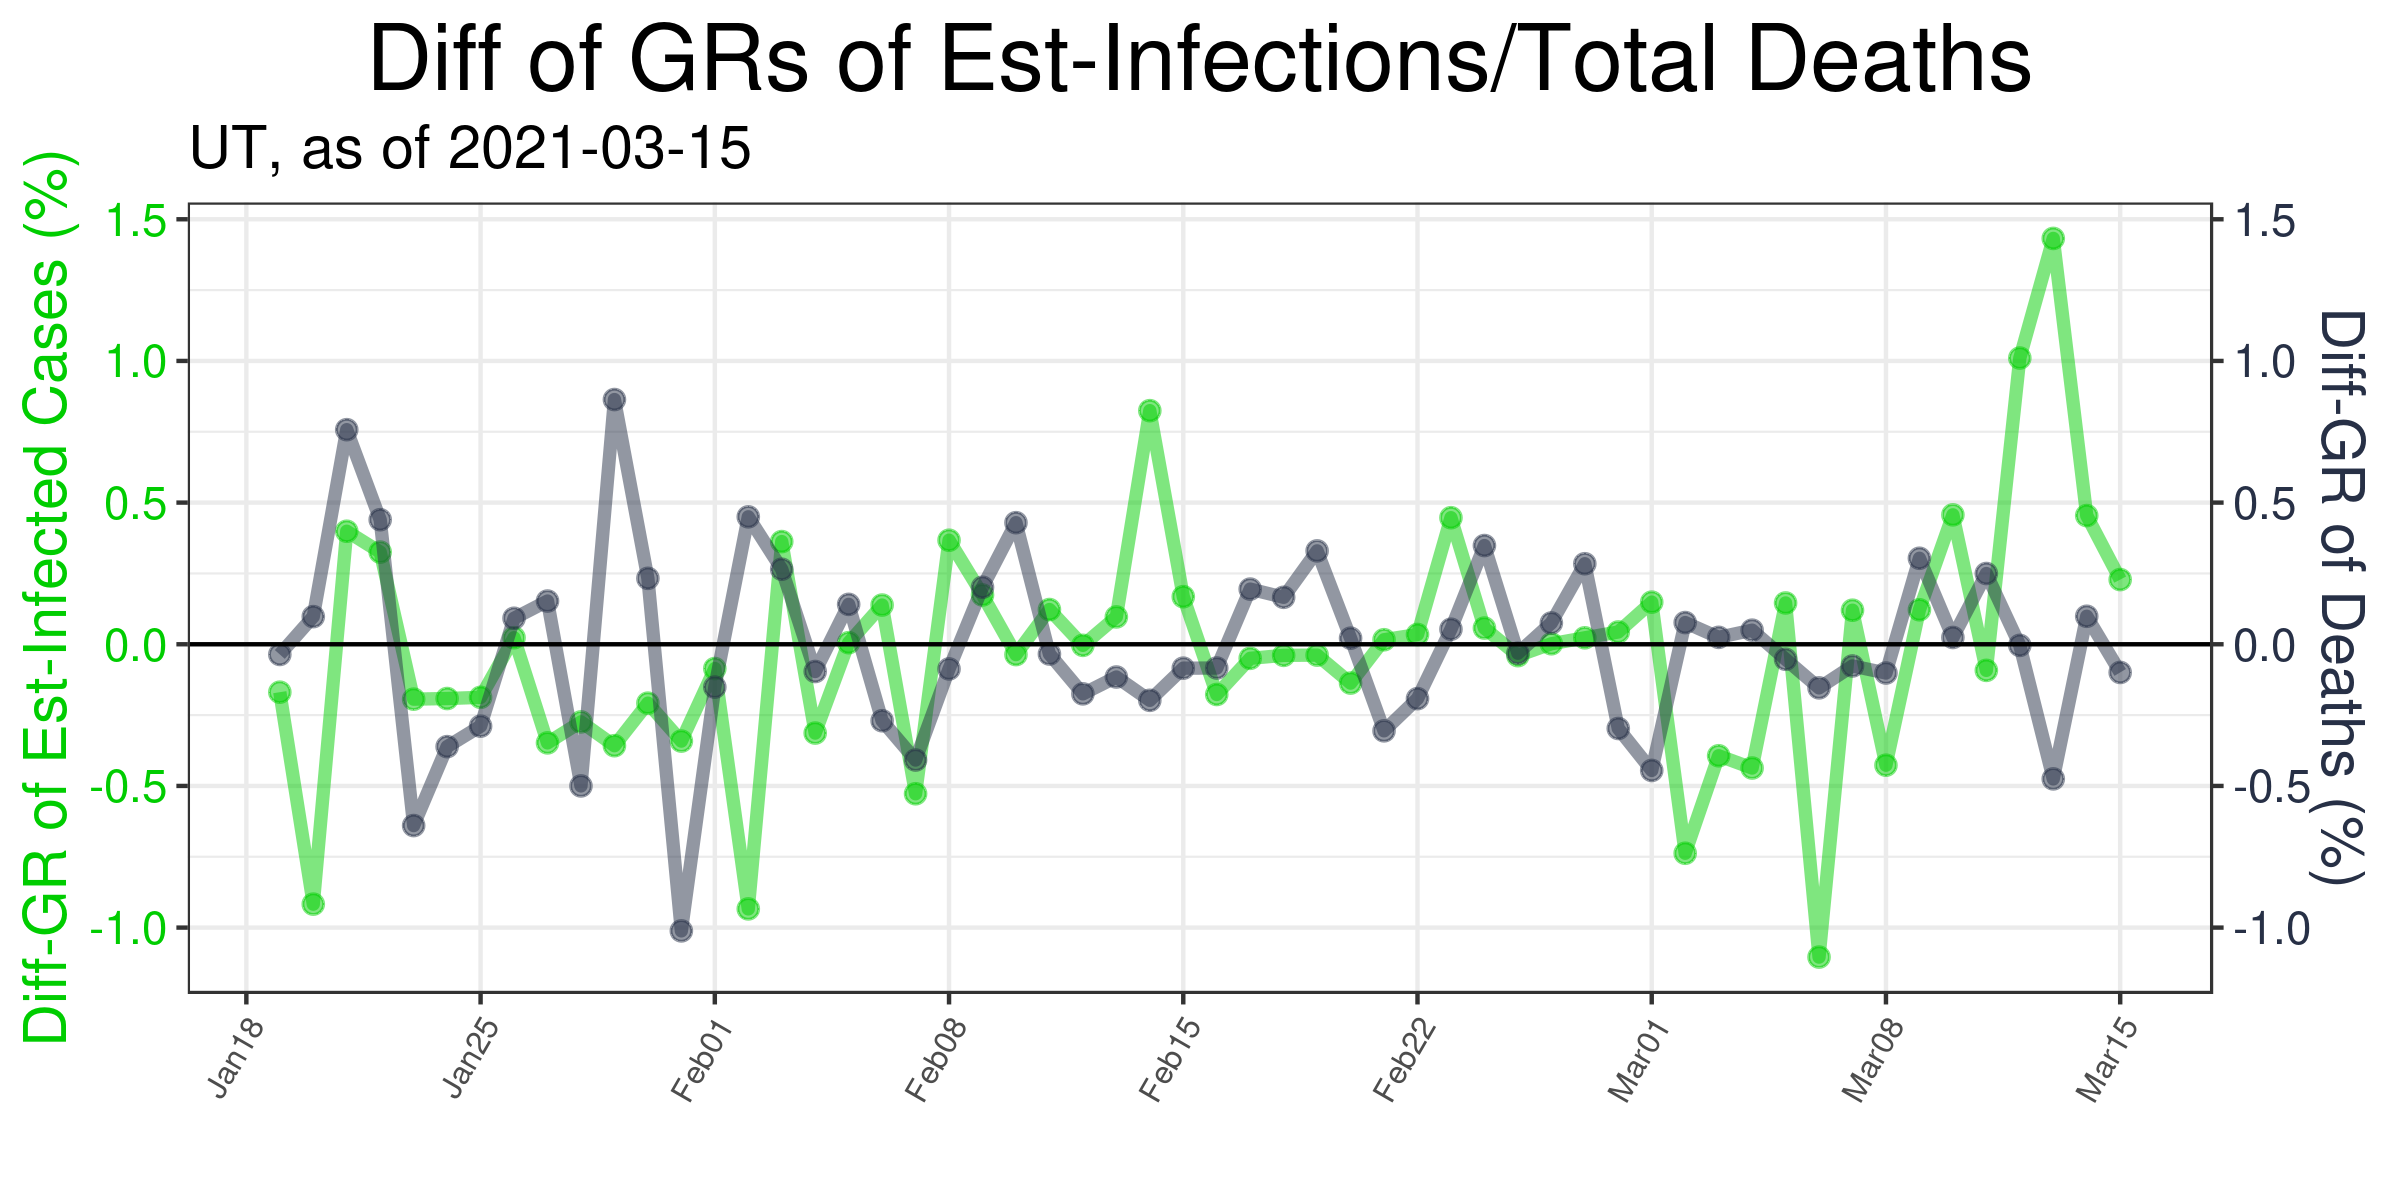 Diff of GRs of Est-Infections/Total Deaths
UT, as of 2021-03-15
Diff-GR of Est-Infected Cases (%)
1.5
1.0
0.5
0.0
-0.5
-1.0
1.5
1.0
0.5
0.0
-0.5
-1.0
Diff-GR of Deaths (%)
Jan18
Jan25
Feb01
Feb08
Feb15
Feb22
Mar01
Mar08
Mar15